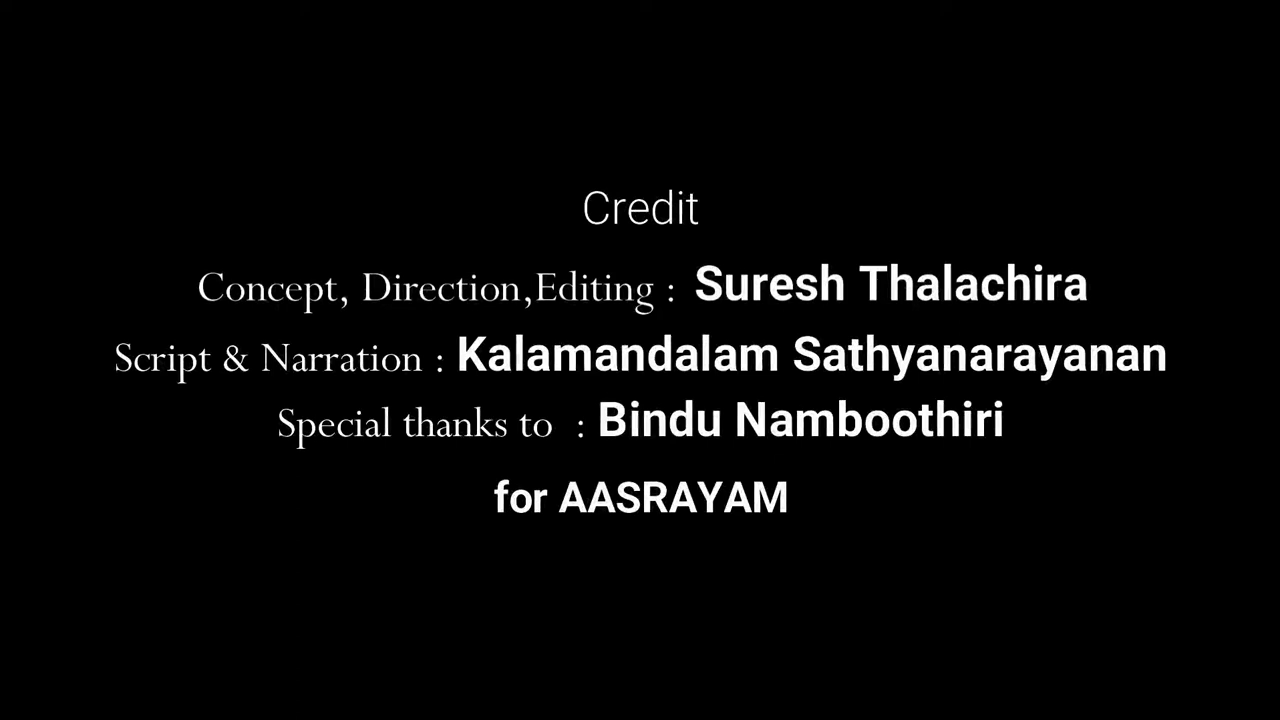 Credit
Concept, Direction,Editing : Suresh Thalachira
Script & Narration : Kalamandalam Sathyanarayanan
Special thanks to : Bindu Namboothiri
for AASRAYAM